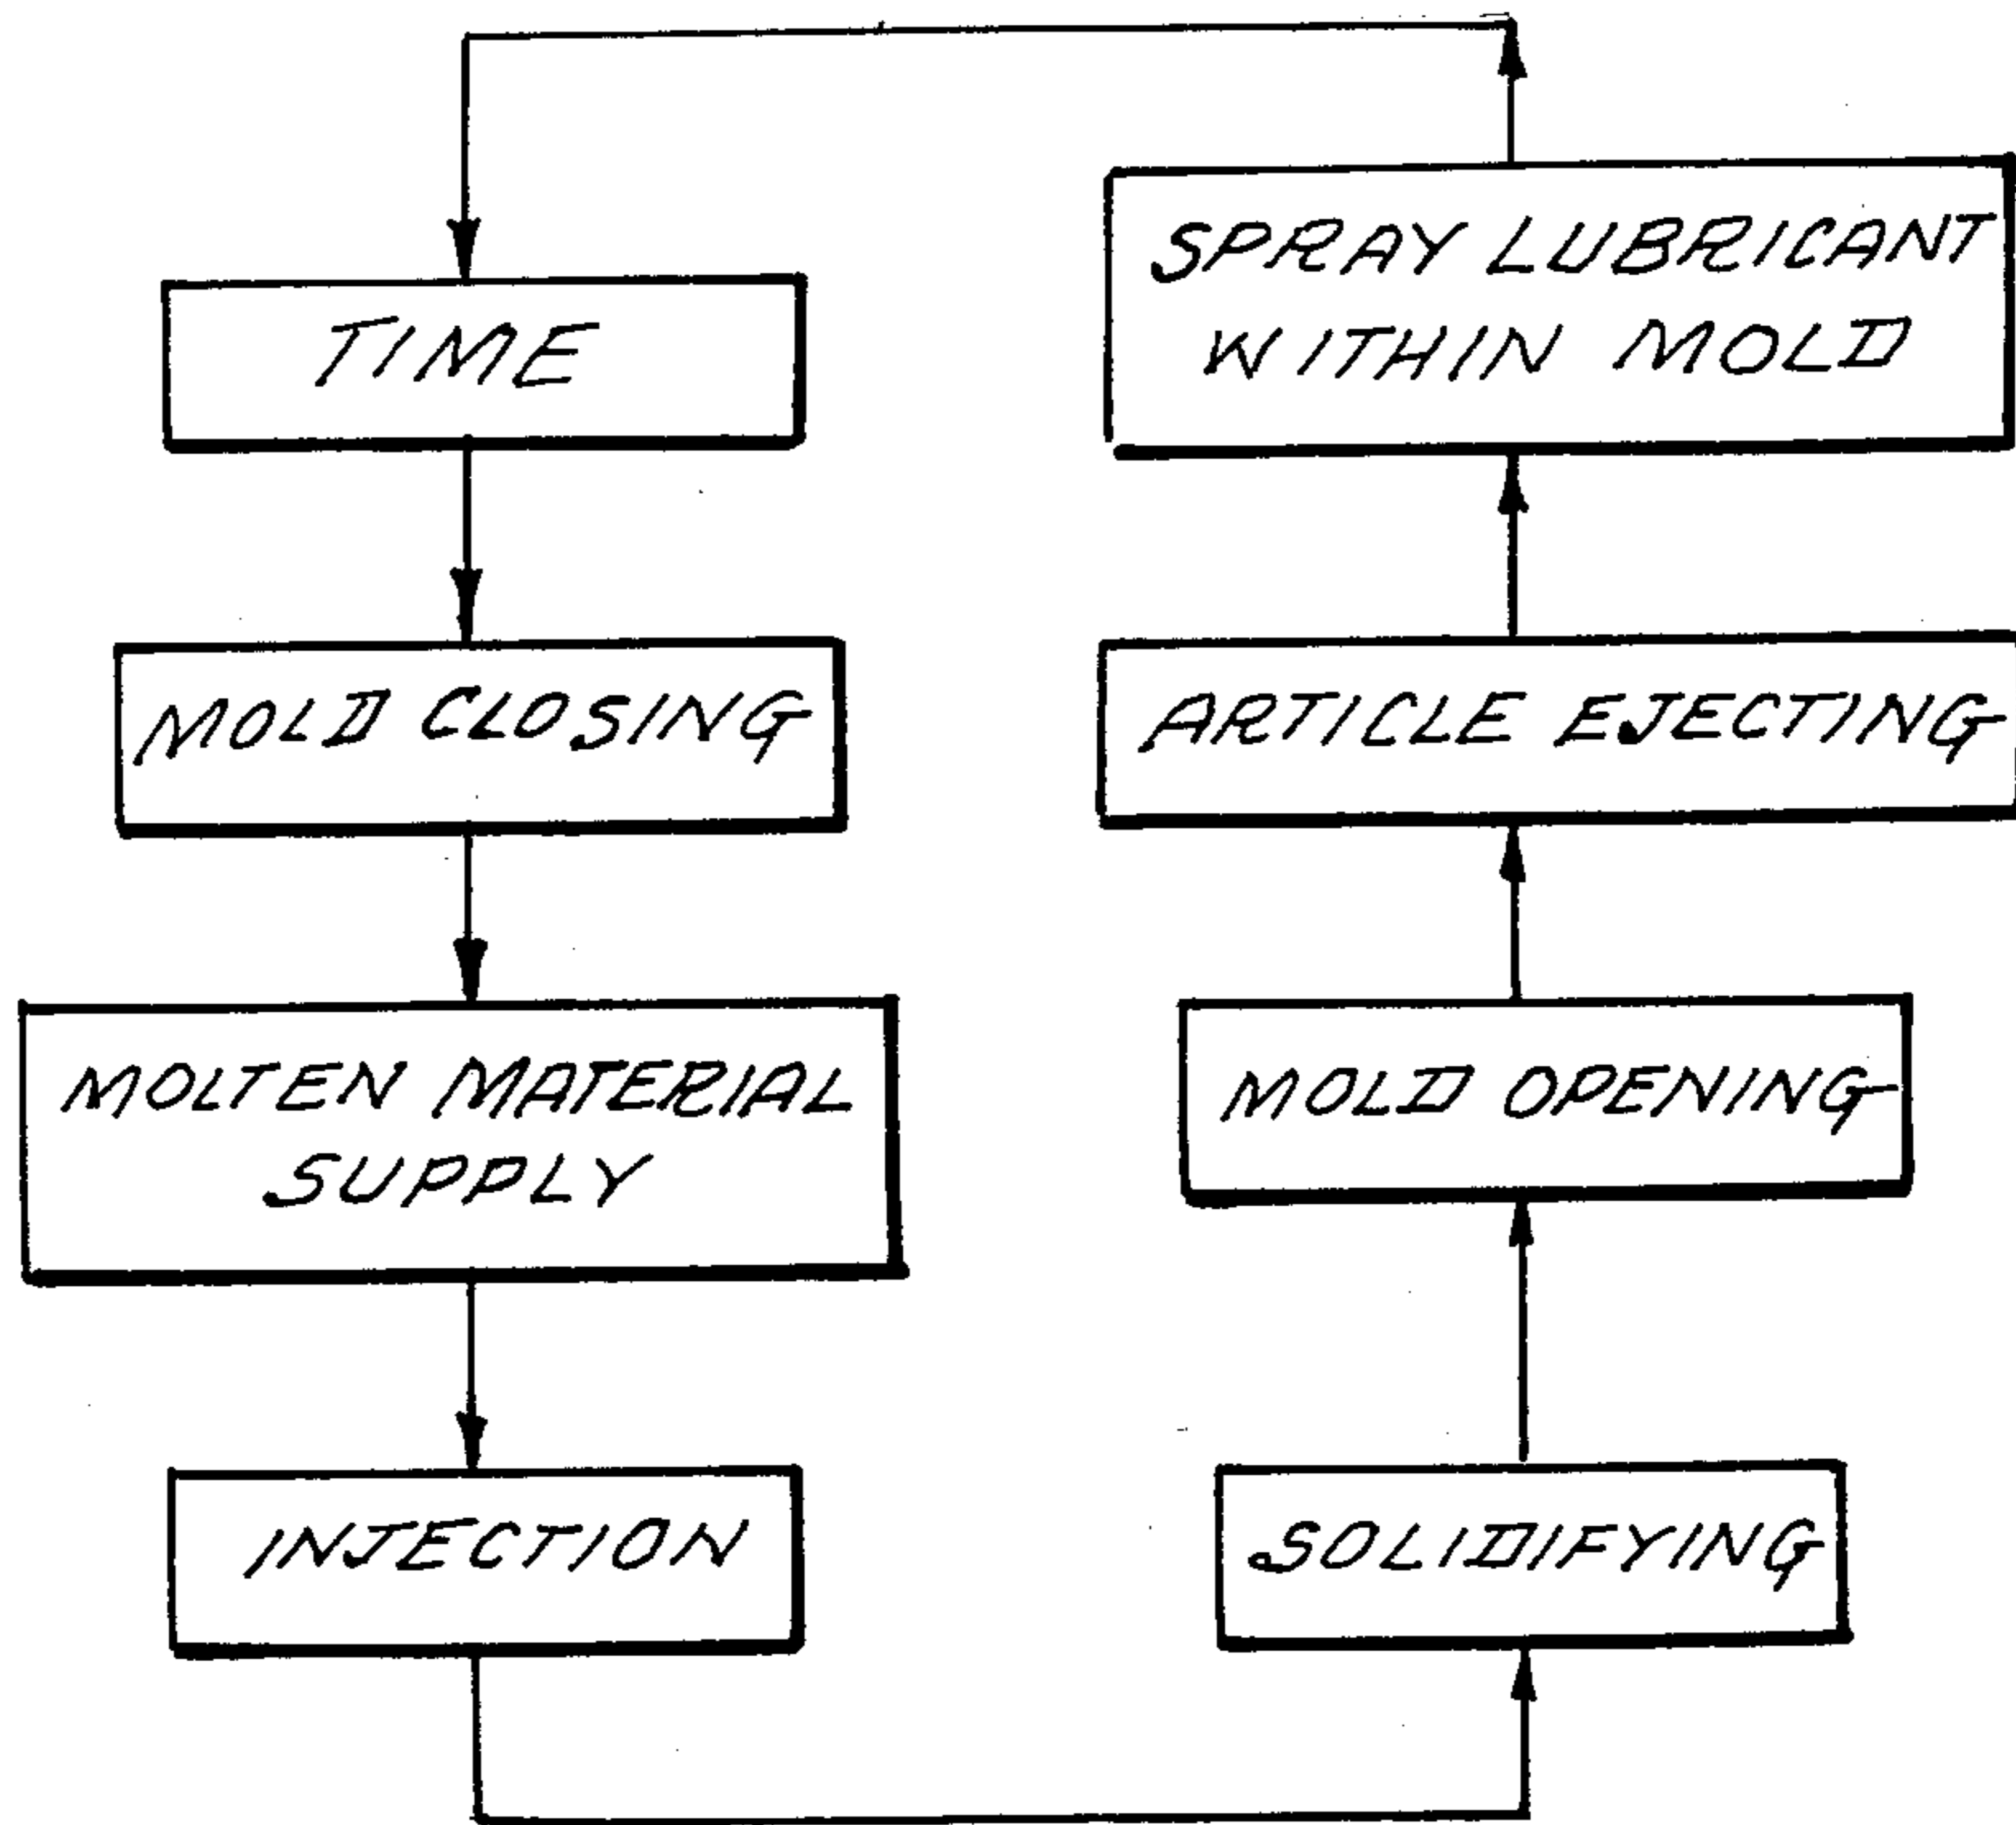 TIME
MOLD CLOSING
MOLTEN MATERIAL
SUPPLY
INJECTION
SPRAY LUBRICANT
WITHIN MOLD
ARTICLE EJECTING
MOLD OPENING
SOLIDIFYING